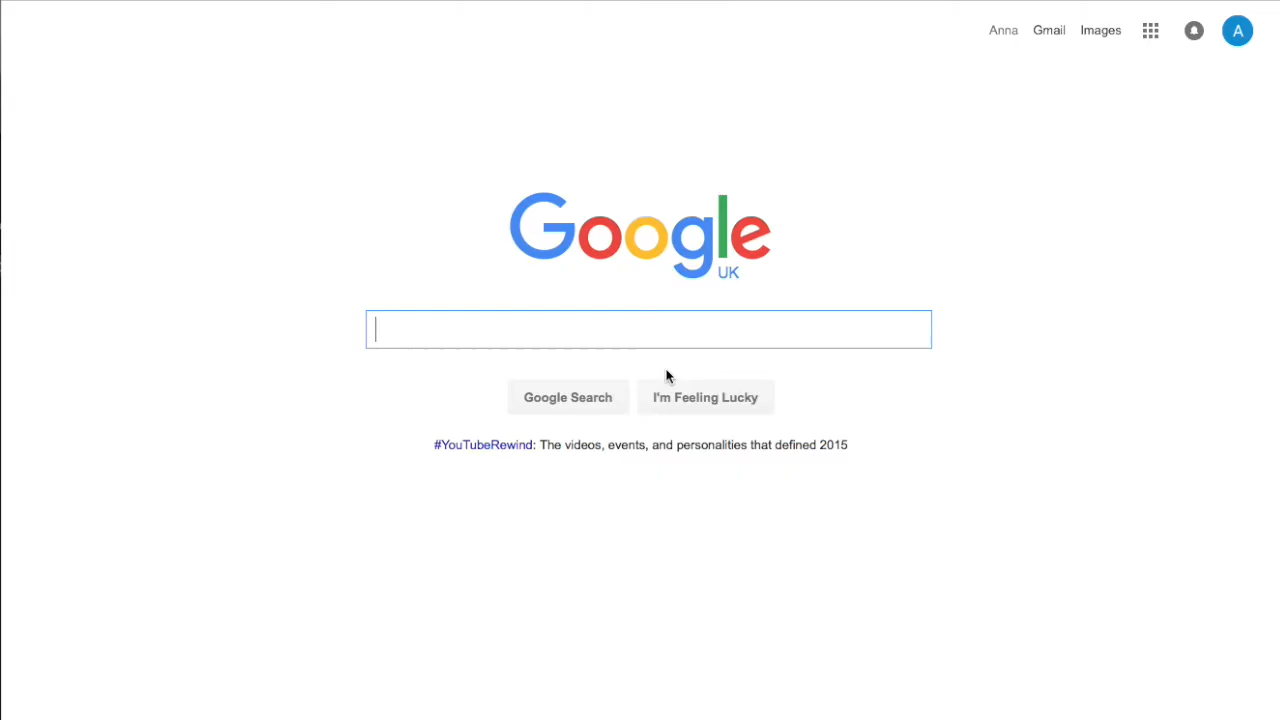 Anna Gmail Images A
Google
UK
Google Search I'm Feeling Lucky
#YouTubeRewind: The videos, events, and personalities that defined 2015